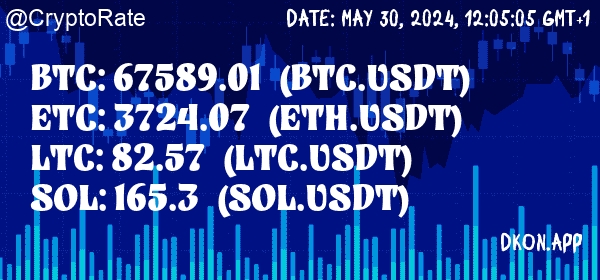 @CryptoRate
DATE: MAY 30, 2024, 12:05:05 GMT+1
BTC: 67589.01 (BTC.USDT)
ETC: 3724.07 (ETH.USDT)
LTC: 82.57 (LTC.USDT)
SOL: 165.3 (SOL.USDT)
DKON.APP